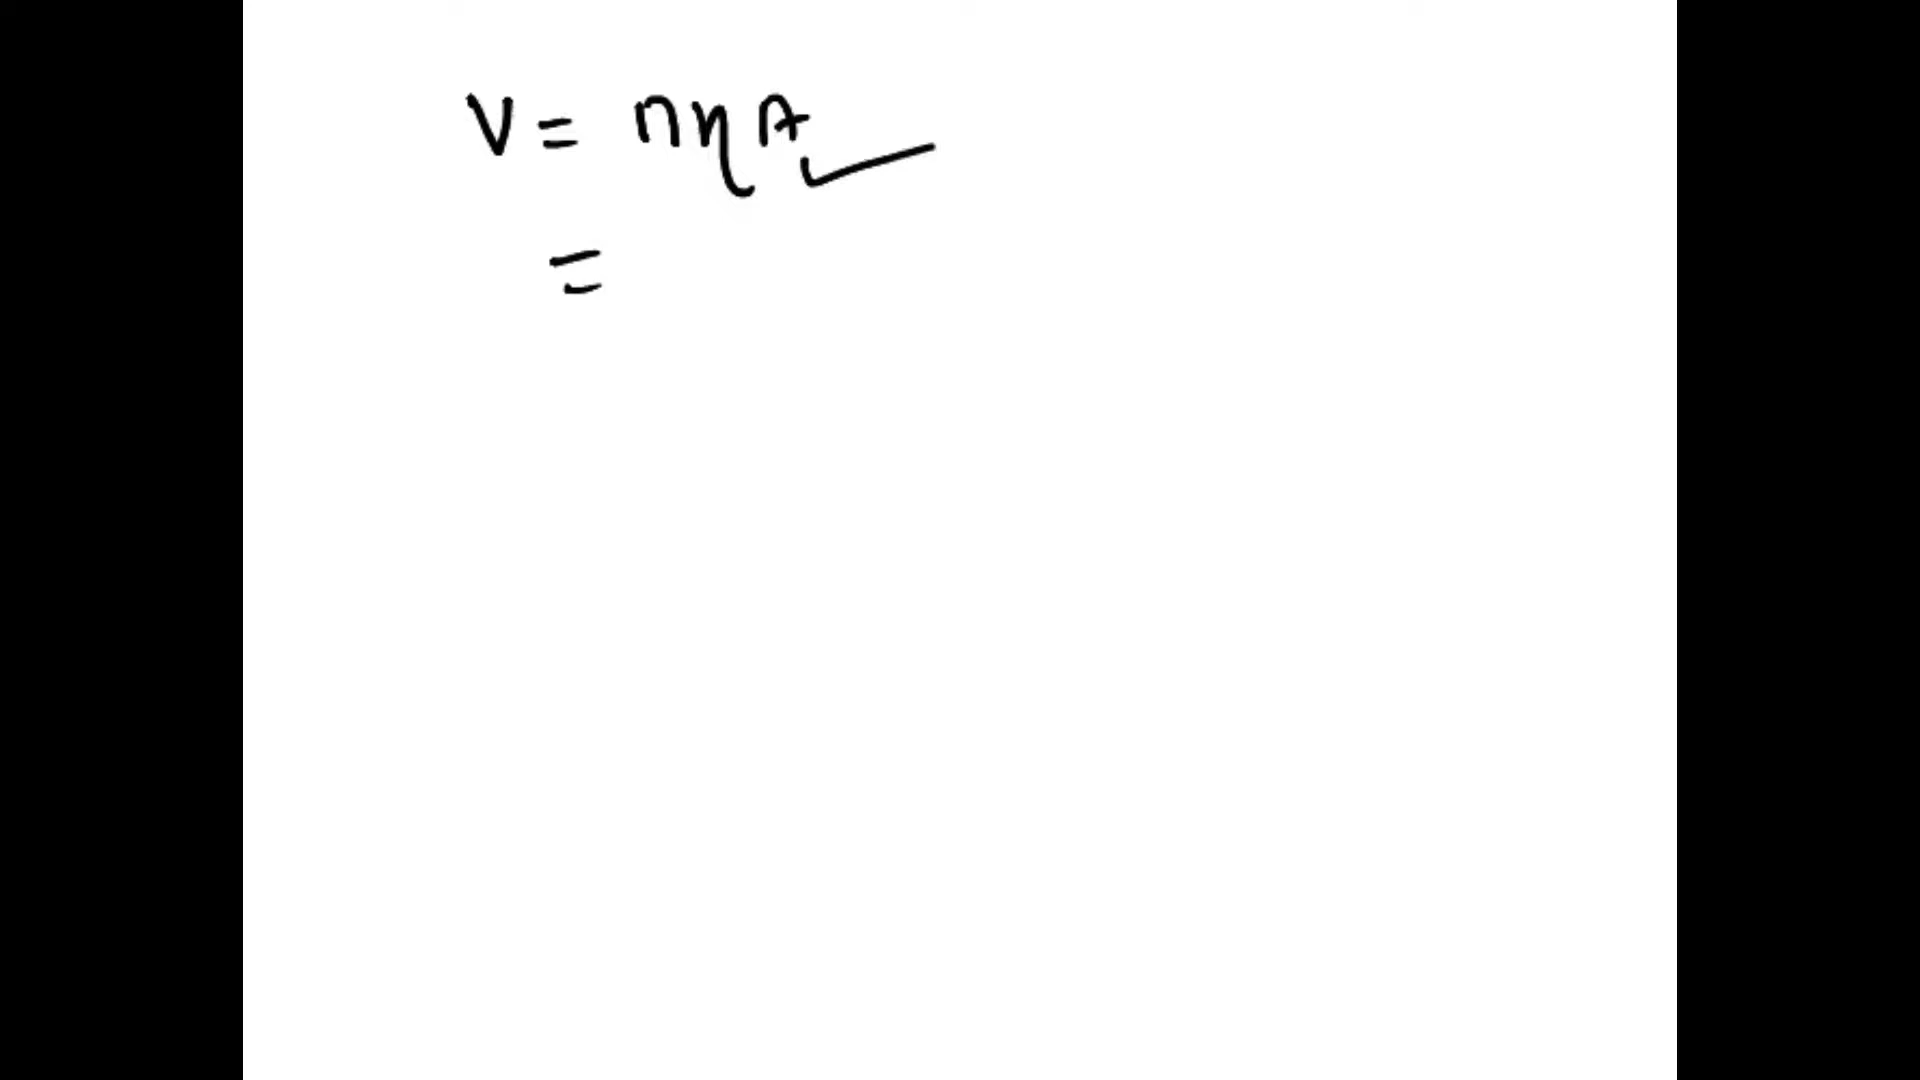 V = nηA
=